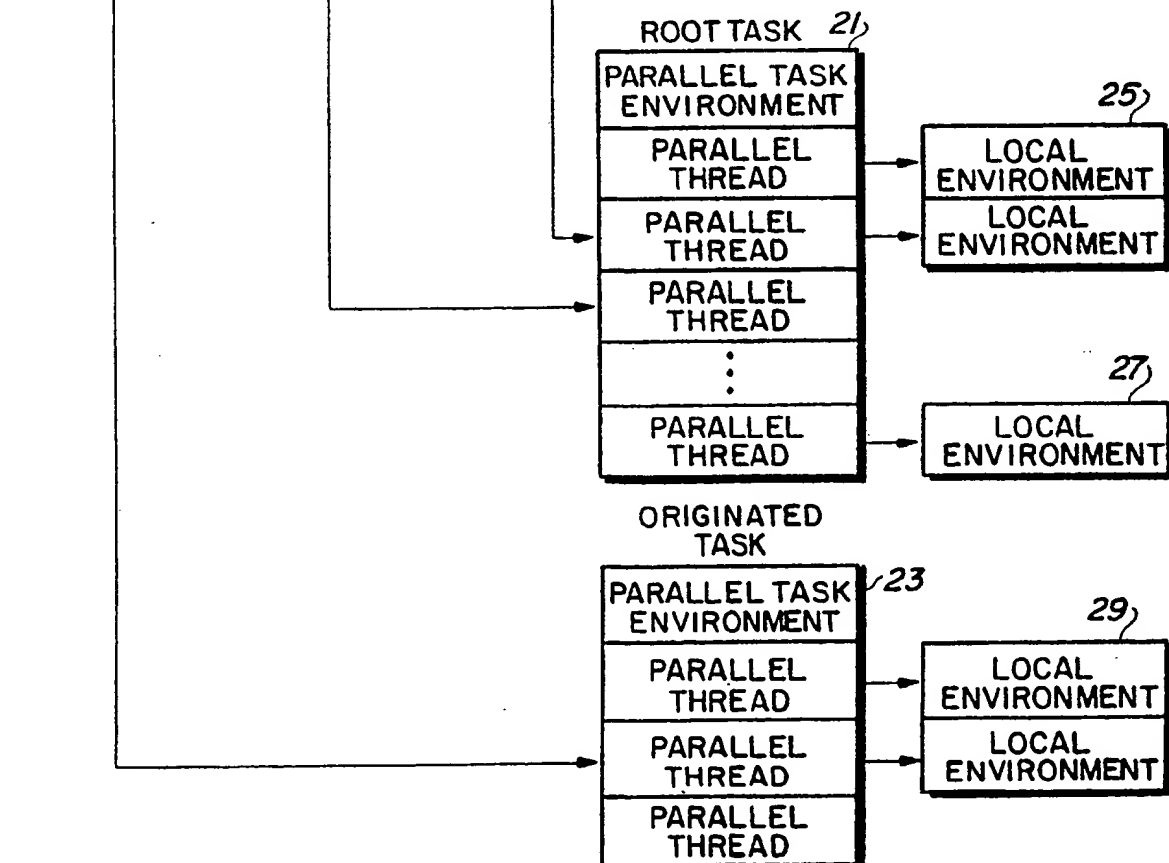 ROOT TASK 21
PARALLEL TASK
ENVIRONMENT
PARALLEL
THREAD
PARALLEL
THREAD
PARALLEL
THREAD
PARALLEL
THREAD
25
LOCAL
ENVIRONMENT
LOCAL
ENVIRONMENT
27
LOCAL
ENVIRONMENT
ORIGINATED
TASK
23
PARALLEL TASK
ENVIRONMENT
PARALLEL
THREAD
PARALLEL
THREAD
PARALLEL
THREAD
29
LOCAL
ENVIRONMENT
LOCAL
ENVIRONMENT